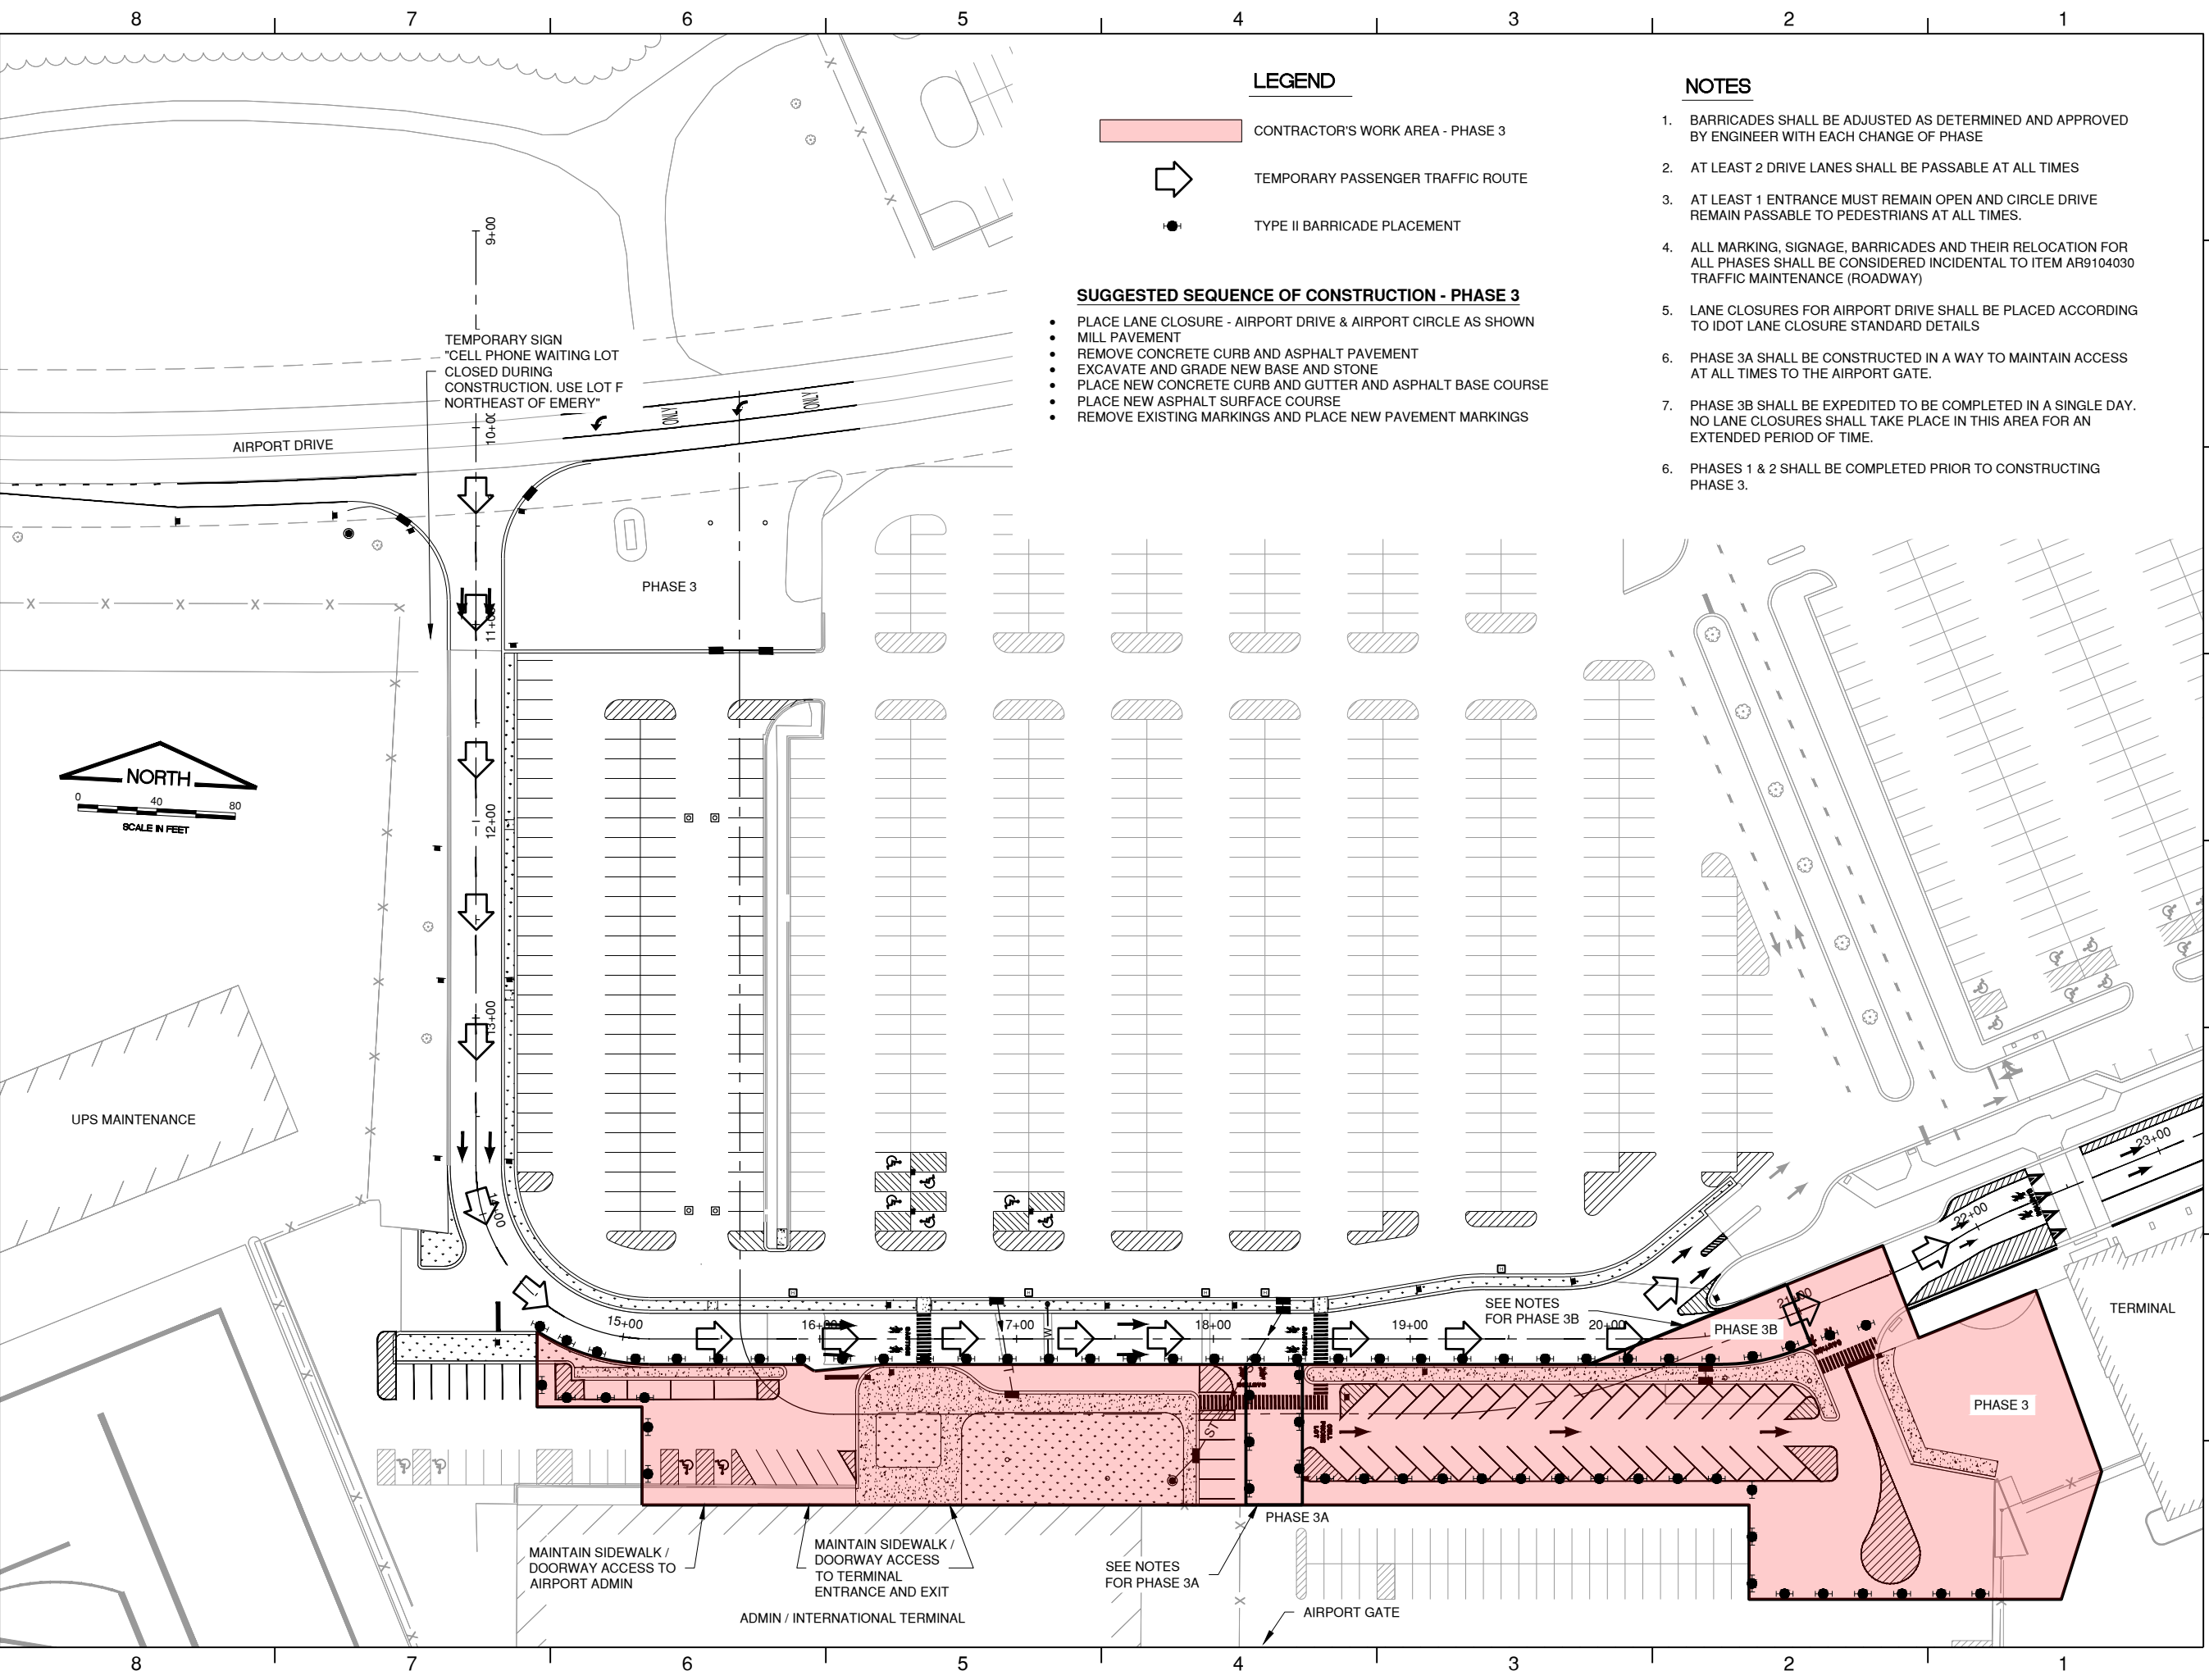 8 7 6 5 4 3 2 1
LEGEND
CONTRACTOR'S WORK AREA - PHASE 3
TEMPORARY PASSENGER TRAFFIC ROUTE
TYPE II BARRICADE PLACEMENT
SUGGESTED SEQUENCE OF CONSTRUCTION - PHASE 3
• PLACE LANE CLOSURE - AIRPORT DRIVE & AIRPORT CIRCLE AS SHOWN
• MILL PAVEMENT
• REMOVE CONCRETE CURB AND ASPHALT PAVEMENT
• EXCAVATE AND GRADE NEW BASE AND STONE
• PLACE NEW CONCRETE CURB AND GUTTER AND ASPHALT BASE COURSE
• PLACE NEW ASPHALT SURFACE COURSE
• REMOVE EXISTING MARKINGS AND PLACE NEW PAVEMENT MARKINGS
NOTES
1. BARRICADES SHALL BE ADJUSTED AS DETERMINED AND APPROVED
BY ENGINEER WITH EACH CHANGE OF PHASE
2. AT LEAST 2 DRIVE LANES SHALL BE PASSABLE AT ALL TIMES
3. AT LEAST 1 ENTRANCE MUST REMAIN OPEN AND CIRCLE DRIVE
REMAIN PASSABLE TO PEDESTRIANS AT ALL TIMES.
4. ALL MARKING, SIGNAGE, BARRICADES AND THEIR RELOCATION FOR
ALL PHASES SHALL BE CONSIDERED INCIDENTAL TO ITEM AR9104030
TRAFFIC MAINTENANCE (ROADWAY)
5. LANE CLOSURES FOR AIRPORT DRIVE SHALL BE PLACED ACCORDING
TO IDOT LANE CLOSURE STANDARD DETAILS
6. PHASE 3A SHALL BE CONSTRUCTED IN A WAY TO MAINTAIN ACCESS
AT ALL TIMES TO THE AIRPORT GATE.
7. PHASE 3B SHALL BE EXPEDITED TO BE COMPLETED IN A SINGLE DAY.
NO LANE CLOSURES SHALL TAKE PLACE IN THIS AREA FOR AN
EXTENDED PERIOD OF TIME.
6. PHASES 1 & 2 SHALL BE COMPLETED PRIOR TO CONSTRUCTING
PHASE 3.
9+00
TEMPORARY SIGN
"CELL PHONE WAITING LOT
CLOSED DURING
CONSTRUCTION. USE LOT F
NORTHEAST OF EMERY"
10+00
ONLY
ONLY
AIRPORT DRIVE
PHASE 3
11+00
NORTH
0 40 80
SCALE IN FEET
12+00
13+00
UPS MAINTENANCE
14+00
15+00
16+00
17+00
18+00
19+00
20+00
21+00
22+00
23+00
SEE NOTES
FOR PHASE 3B
PHASE 3B
TERMINAL
PHASE 3
W
PHASE 3A
MAINTAIN SIDEWALK /
DOORWAY ACCESS TO
AIRPORT ADMIN
MAINTAIN SIDEWALK /
DOORWAY ACCESS
TO TERMINAL
ENTRANCE AND EXIT
SEE NOTES
FOR PHASE 3A
ADMIN / INTERNATIONAL TERMINAL
AIRPORT GATE
8 7 6 5 4 3 2 1